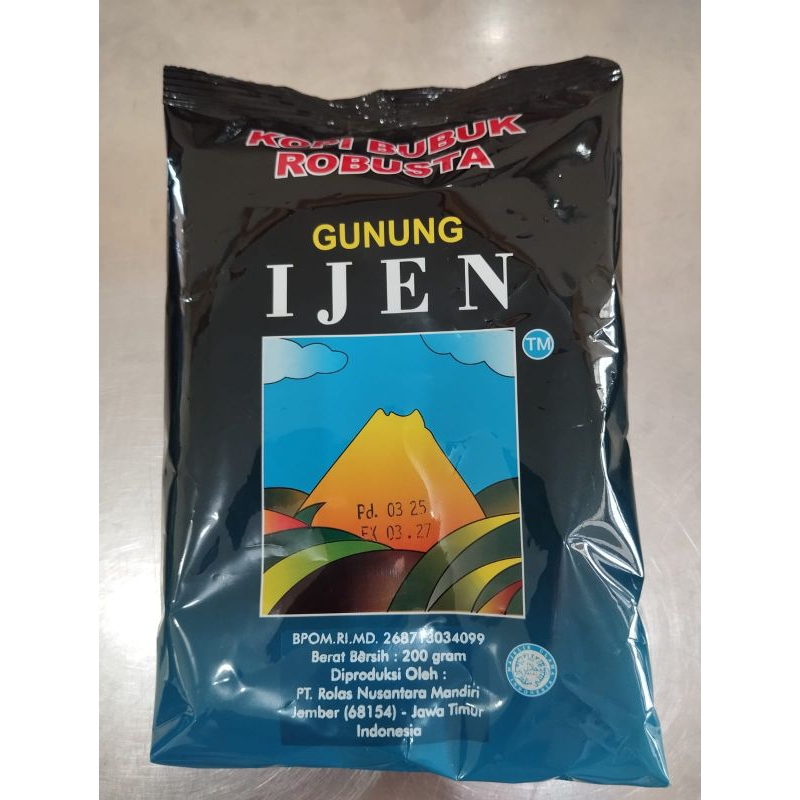 KOPI BUBUK
ROBUSTA
GUNUNG
IJEN
TM
Pd. 03 25
EX 03.27
BPOM.RI.MD. 268713034099
Berat Bersih : 200 gram
Diproduksi Oleh :
PT. Rolas Nusantara Mandiri
Jember (68154) - Jawa Timur
Indonesia